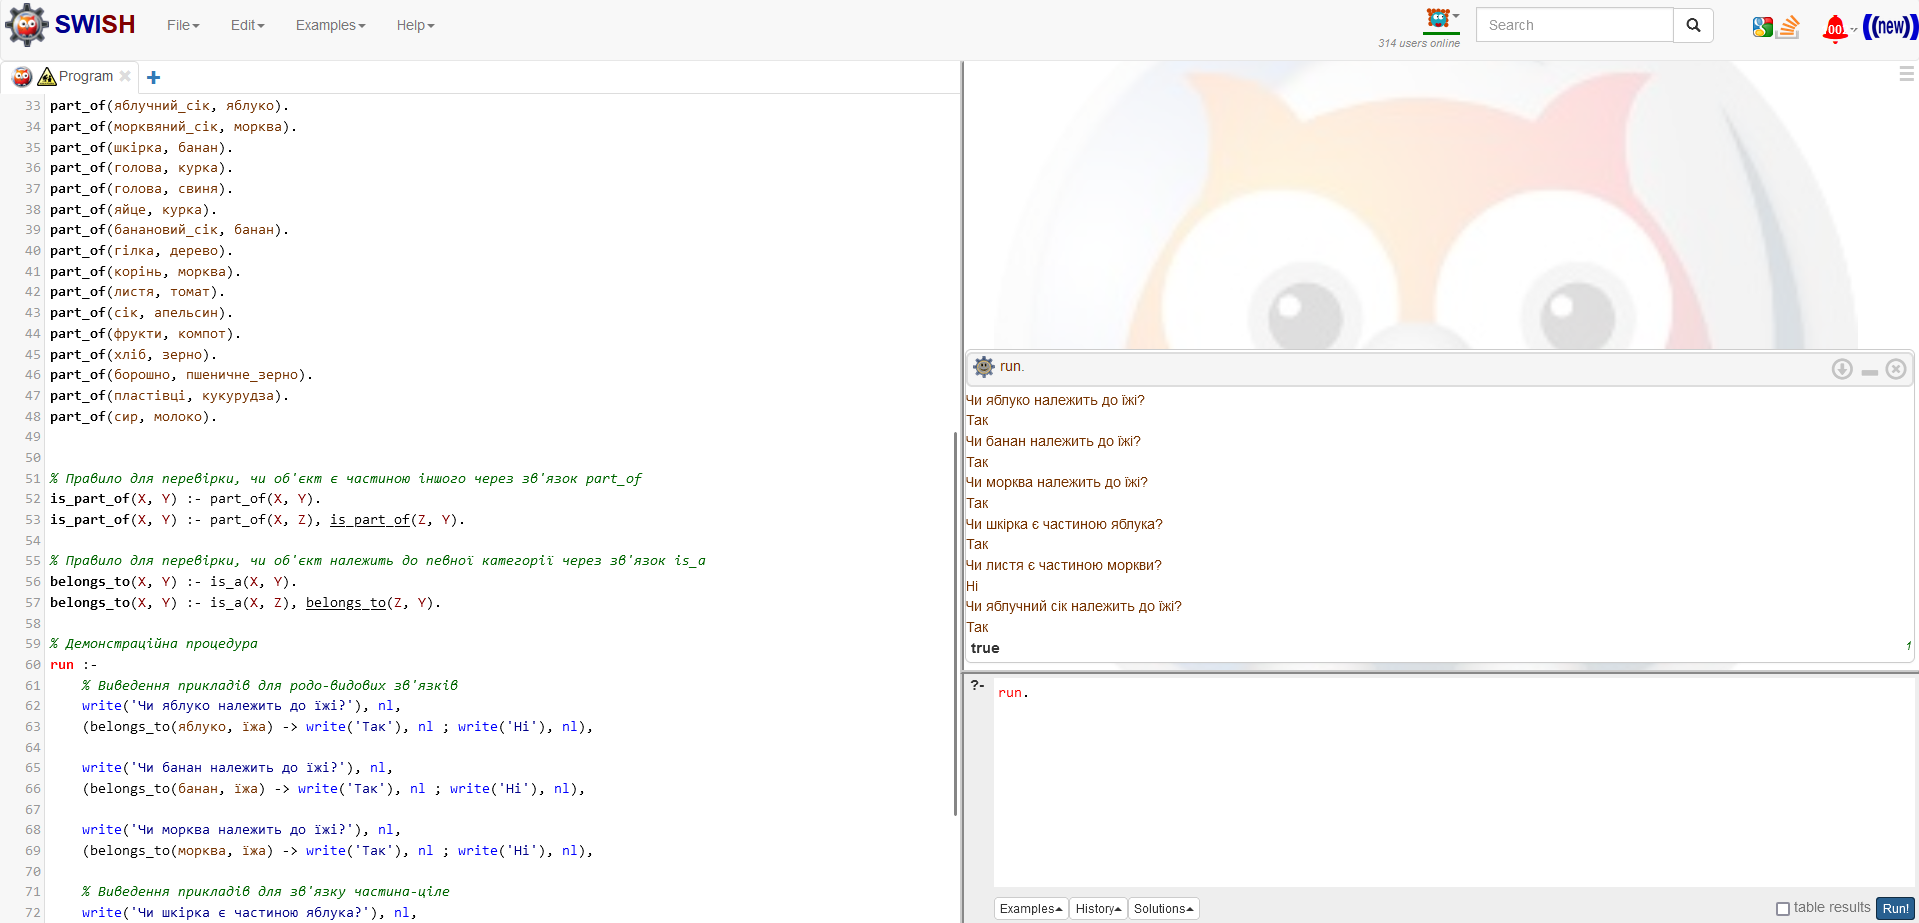 SWISH File Edit Examples Help 314 users online Search ((new))
Program
33 part_of(яблучний_сік, яблуко).
34 part_of(морквяний_сік, морква).
35 part_of(шкірка, банан).
36 part_of(голова, курка).
37 part_of(голова, свиня).
38 part_of(яйце, курка).
39 part_of(банановий_сік, банан).
40 part_of(гілка, дерево).
41 part_of(корінь, морква).
42 part_of(листя, томат).
43 part_of(сік, апельсин).
44 part_of(фрукти, компот).
45 part_of(хліб, зерно).
46 part_of(борошно, пшеничне_зерно).
47 part_of(пластівці, кукурудза).
48 part_of(сир, молоко).
49
50
51 % Правило для перевірки, чи об'єкт є частиною іншого через зв'язок part_of
52 is_part_of(X, Y) :- part_of(X, Y).
53 is_part_of(X, Y) :- part_of(X, Z), is_part_of(Z, Y).
54
55 % Правило для перевірки, чи об'єкт належить до певної категорії через зв'язок is_a
56 belongs_to(X, Y) :- is_a(X, Y).
57 belongs_to(X, Y) :- is_a(X, Z), belongs_to(Z, Y).
58
59 % Демонстраційна процедура
60 run :-
61 % Виведення прикладів для родо-видових зв'язків
62 write('Чи яблуко належить до їжі?'), nl,
63 (belongs_to(яблуко, їжа) -> write('Так'), nl ; write('Ні'), nl),
64
65 write('Чи банан належить до їжі?'), nl,
66 (belongs_to(банан, їжа) -> write('Так'), nl ; write('Ні'), nl),
67
68 write('Чи морква належить до їжі?'), nl,
69 (belongs_to(морква, їжа) -> write('Так'), nl ; write('Ні'), nl),
70
71 % Виведення прикладів для зв'язку частина-ціле
72 write('Чи шкірка є частиною яблука?'), nl,
run.
Чи яблуко належить до їжі?
Так
Чи банан належить до їжі?
Так
Чи морква належить до їжі?
Так
Чи шкірка є частиною яблука?
Так
Чи листя є частиною моркви?
Ні
Чи яблучний сік належить до їжі?
Так
true 1
?- run.
Examples History Solutions table results Run!